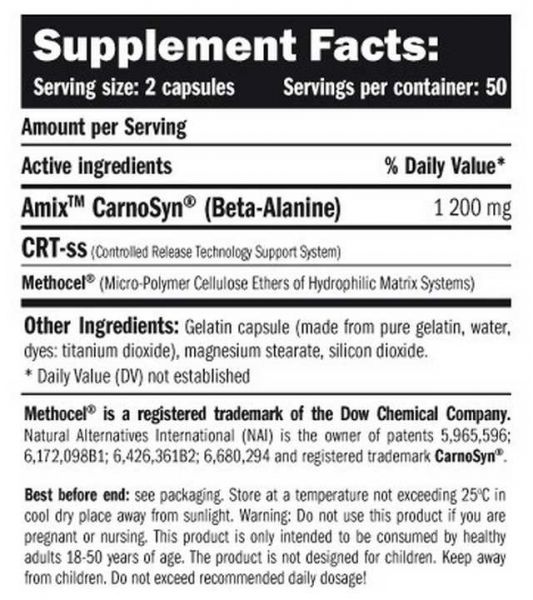 Supplement Facts:
Serving size: 2 capsules Servings per container: 50
Amount per Serving
Active ingredients % Daily Value*
Amix™ CarnoSyn® (Beta-Alanine) 1 200 mg
CRT-ss (Controlled Release Technology Support System)
Methocel® (Micro-Polymer Cellulose Ethers of Hydrophilic Matrix Systems)
Other Ingredients: Gelatin capsule (made from pure gelatin, water,
dyes: titanium dioxide), magnesium stearate, silicon dioxide.
* Daily Value (DV) not established
Methocel® is a registered trademark of the Dow Chemical Company.
Natural Alternatives International (NAI) is the owner of patents 5,965,596;
6,172,098B1; 6,426,361B2; 6,680,294 and registered trademark CarnoSyn®.
Best before end: see packaging. Store at a temperature not exceeding 25°C in
cool dry place away from sunlight. Warning: Do not use this product if you are
pregnant or nursing. This product is only intended to be consumed by healthy
adults 18-50 years of age. The product is not designed for children. Keep away
from children. Do not exceed recommended daily dosage!